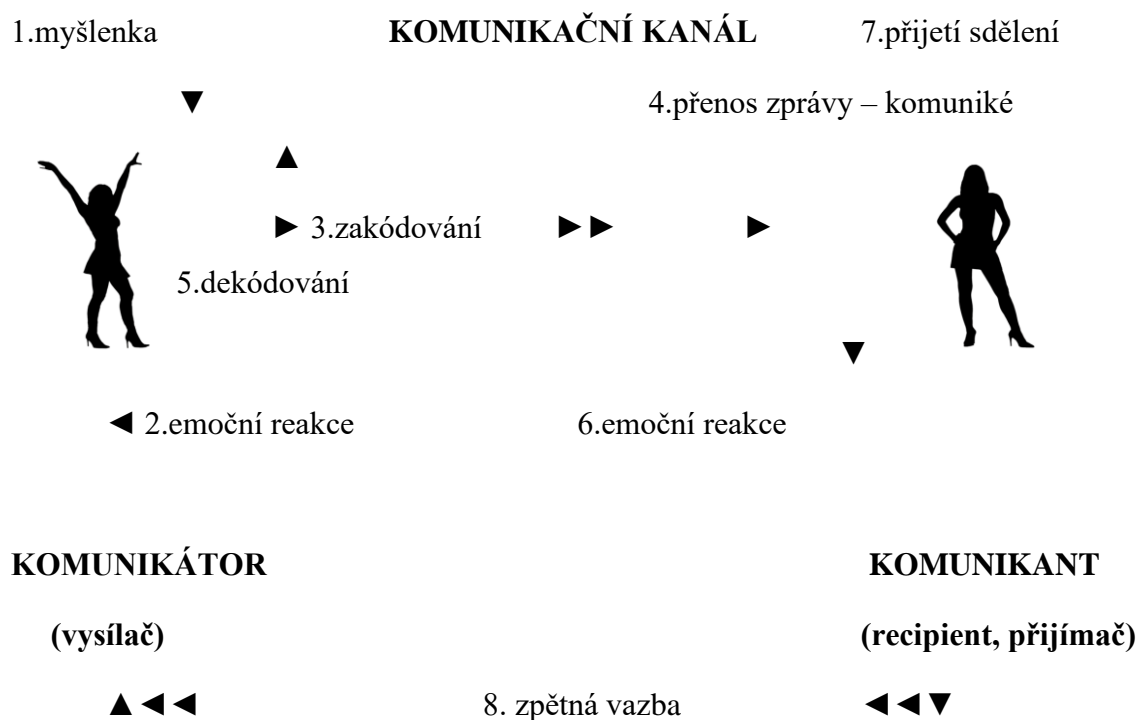 1.myšlenka KOMUNIKAČNÍ KANÁL 7.přijetí sdělení
▼ 4.přenos zprávy – komuniké
▲
► 3.zakódování ►► ►
5.dekódování
▼
◄ 2.emoční reakce 6.emoční reakce
KOMUNIKÁTOR KOMUNIKANT
(vysílač) (recipient, přijímač)
▲◄◄ 8. zpětná vazba ◄◄▼